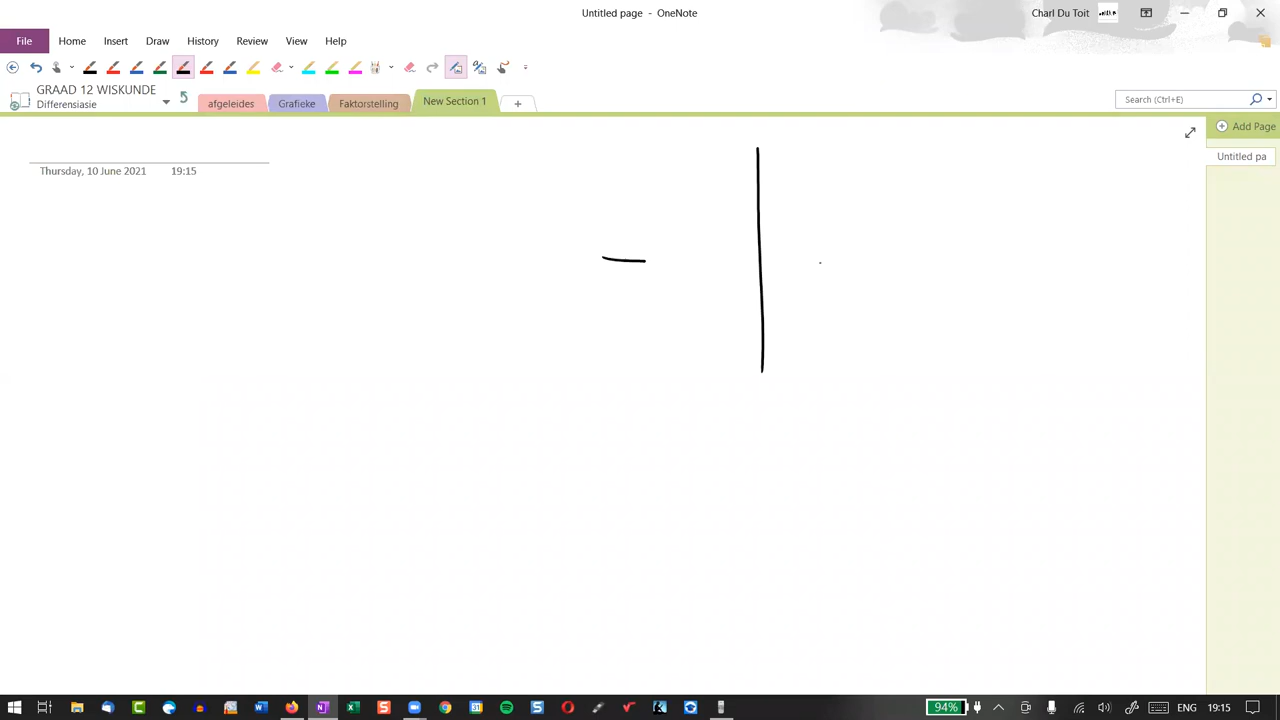 Untitled page - OneNote
Charl Du Toit
File Home Insert Draw History Review View Help
GRAAD 12 WISKUNDE
Differensiasie
afgeleides Grafieke Faktorstelling New Section 1
Search (Ctrl+E)
Add Page
Untitled pa
Thursday, 10 June 2021 19:15
94% ENG 19:15